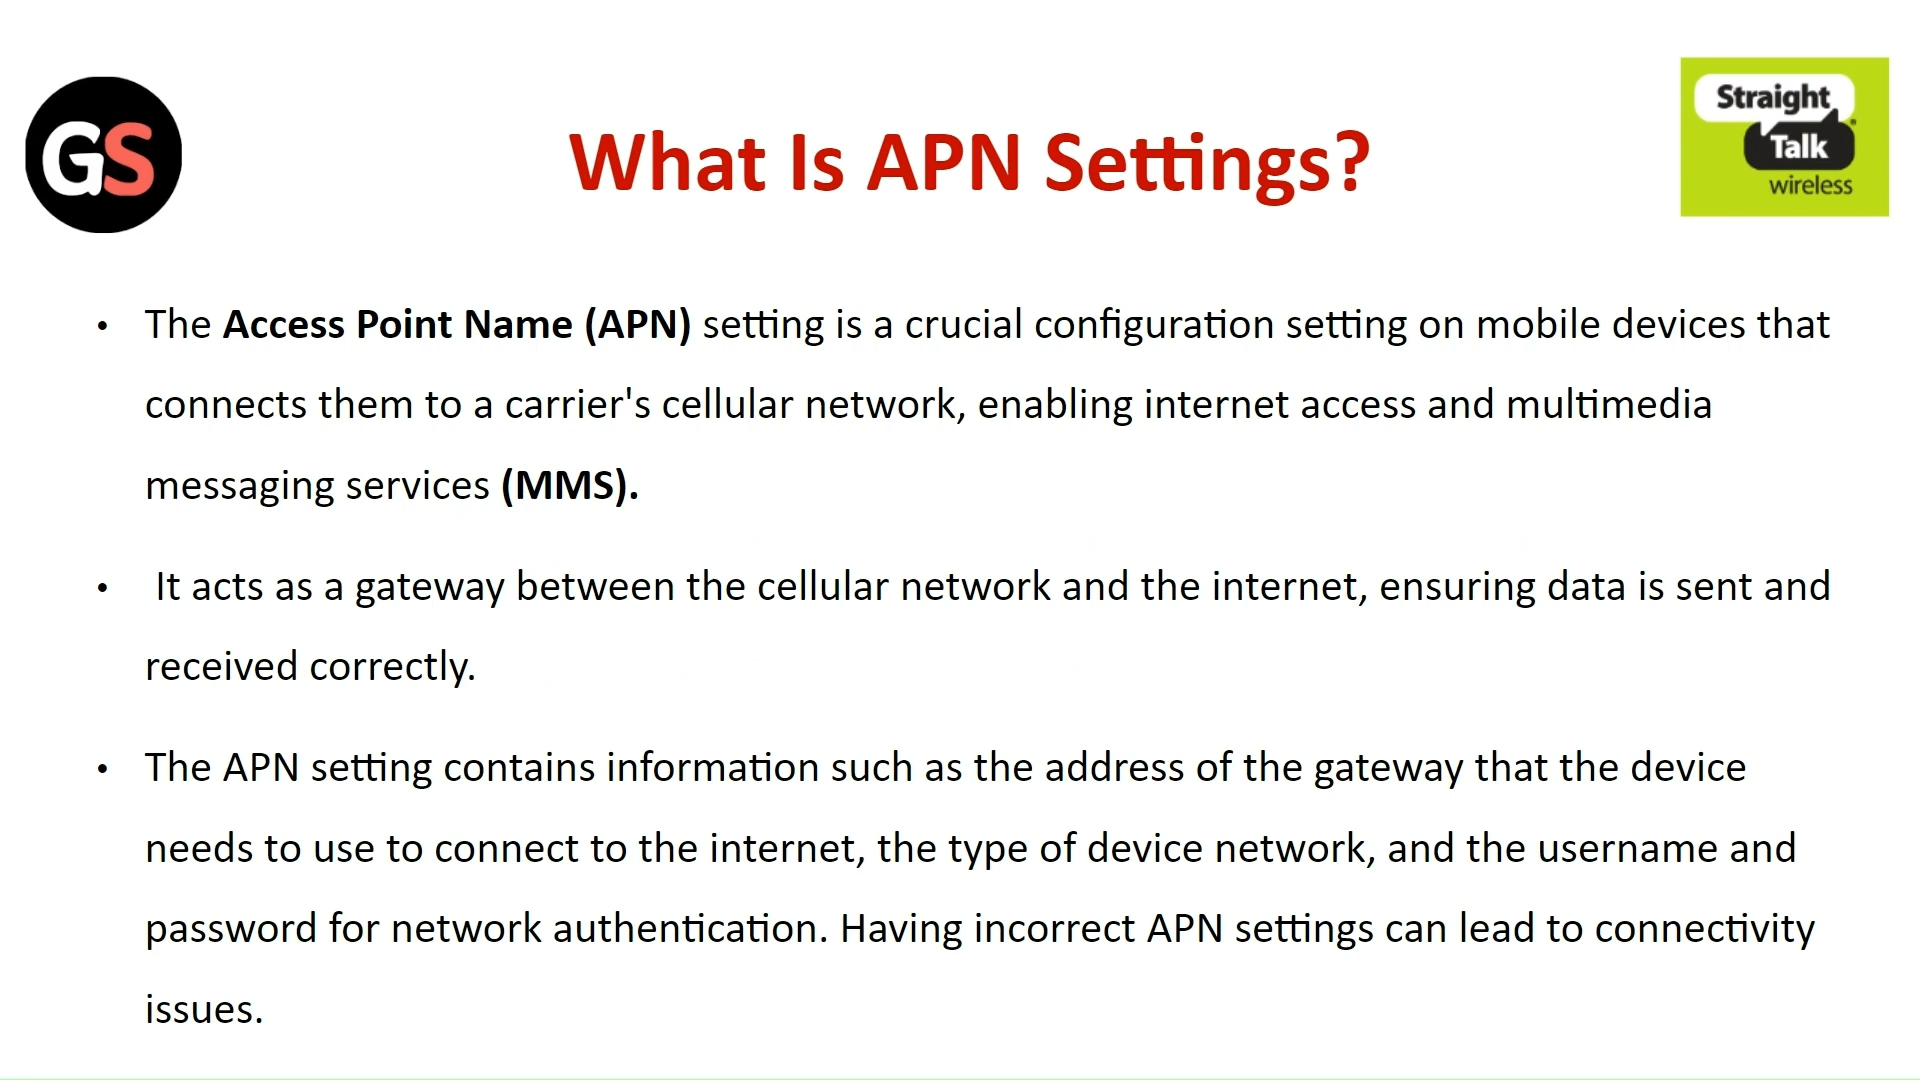 GS
Straight
Talk
wireless
What Is APN Settings?
• The Access Point Name (APN) setting is a crucial configuration setting on mobile devices that
connects them to a carrier's cellular network, enabling internet access and multimedia
messaging services (MMS).
• It acts as a gateway between the cellular network and the internet, ensuring data is sent and
received correctly.
• The APN setting contains information such as the address of the gateway that the device
needs to use to connect to the internet, the type of device network, and the username and
password for network authentication. Having incorrect APN settings can lead to connectivity
issues.